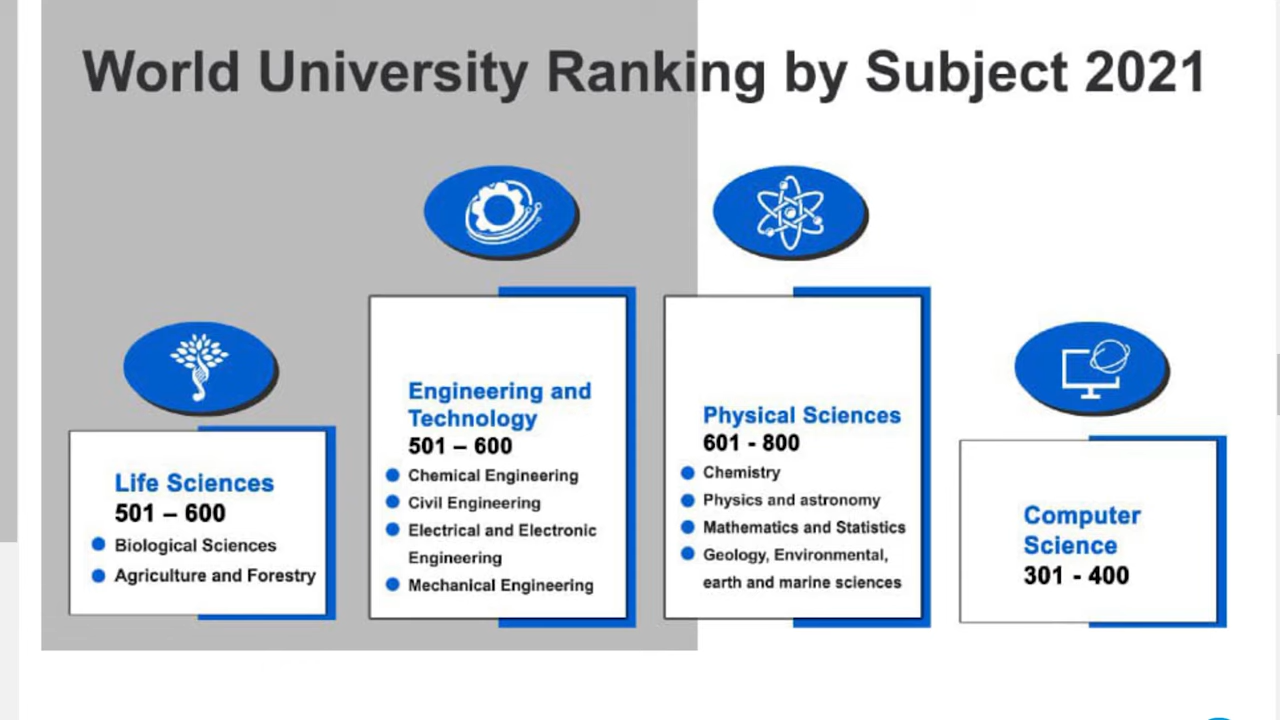 World University Ranking by Subject 2021
Life Sciences
501 – 600
Biological Sciences
Agriculture and Forestry
Engineering and
Technology
501 – 600
Chemical Engineering
Civil Engineering
Electrical and Electronic
Engineering
Mechanical Engineering
Physical Sciences
601 - 800
Chemistry
Physics and astronomy
Mathematics and Statistics
Geology, Environmental,
earth and marine sciences
Computer
Science
301 - 400